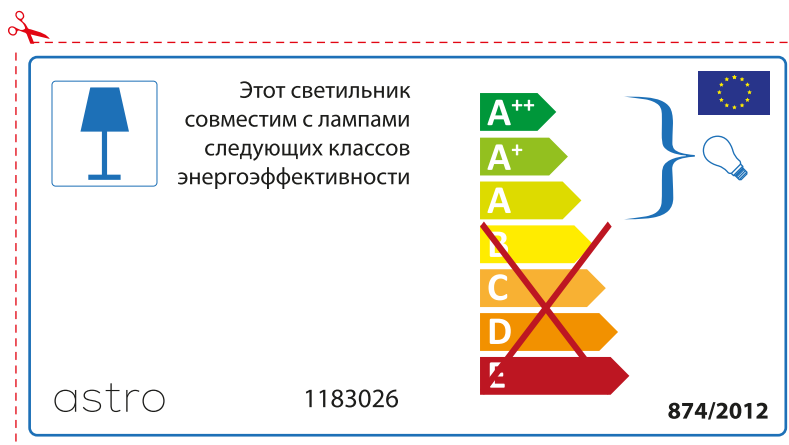 Этот светильник
совместим с лампами
следующих классов
энергоэффективности
A++
A+
A
B
C
D
E
astro
1183026
874/2012